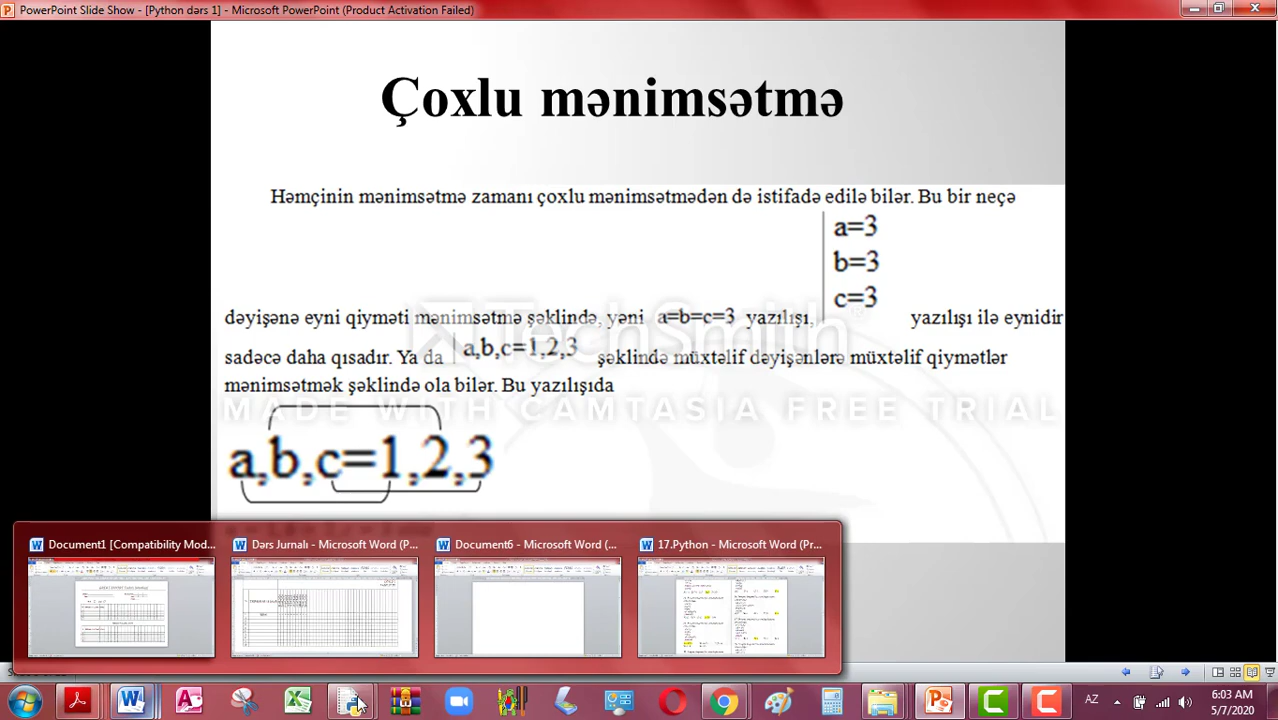 PowerPoint Slide Show - [Python dərs 1] - Microsoft PowerPoint (Product Activation Failed)
Çoxlu mənimsətmə
Həmçinin mənimsətmə zamanı çoxlu mənimsətmədən də istifadə edilə bilər. Bu bir neçə
a=3
b=3
c=3
dəyişənə eyni qiyməti mənimsətmə şəklində, yəni a=b=c=3 yazılışı, yazılışı ilə eynidir
sadəcə daha qısadır. Ya da a,b,c=1,2,3 şəklində müxtəlif dəyişənlərə müxtəlif qiymətlər
mənimsətmək şəklində ola bilər. Bu yazılışıda
TechSmith
MADE WITH CAMTASIA FREE TRIAL
a,b,c=1,2,3
Document1 [Compatibility Mod...
Dərs Jurnalı - Microsoft Word (P...
Document6 - Microsoft Word (...
17.Python - Microsoft Word (Pr...
AZ
6:03 AM
5/7/2020